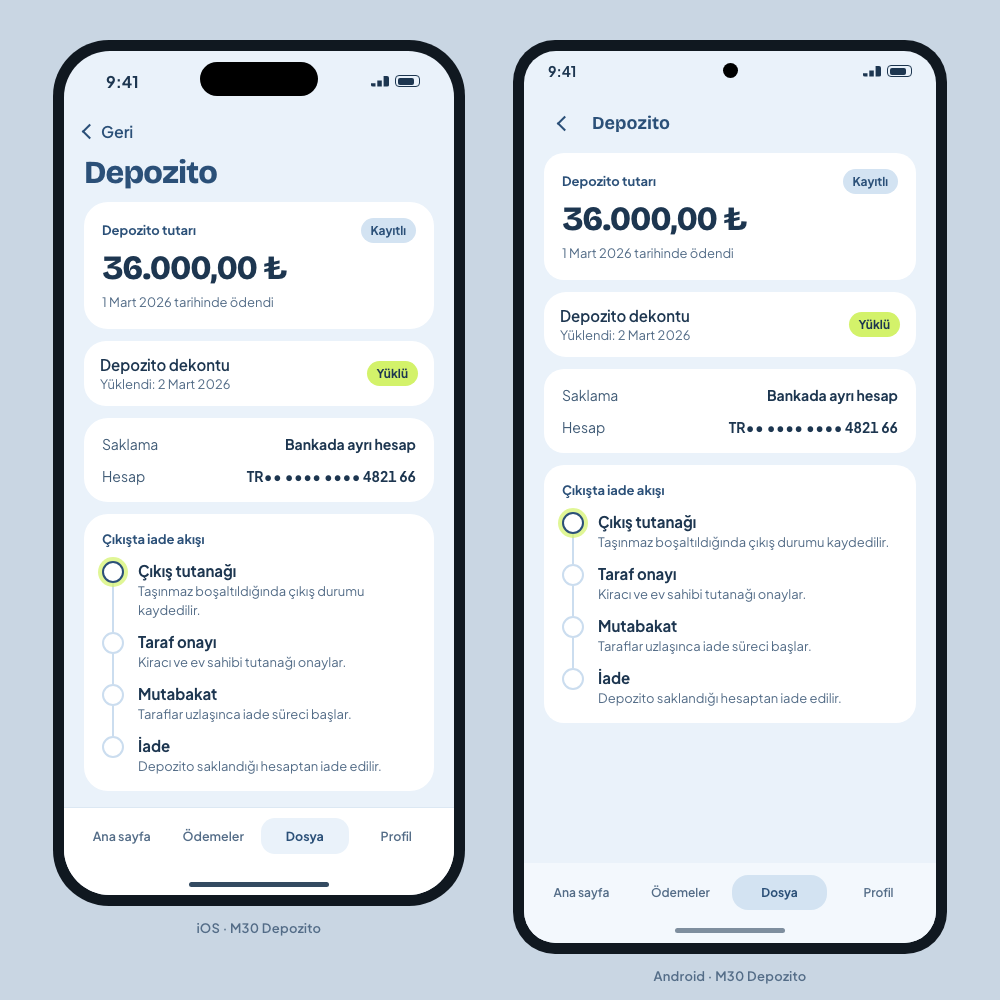 9:41
Geri
Depozito
Depozito tutarı
Kayıtlı
36.000,00 ₺
1 Mart 2026 tarihinde ödendi
Depozito dekontu
Yüklendi: 2 Mart 2026
Yüklü
Saklama
Bankada ayrı hesap
Hesap
TR●● ●●●● ●●●● 4821 66
Çıkışta iade akışı
Çıkış tutanağı
Taşınmaz boşaltıldığında çıkış durumu
kaydedilir.
Taraf onayı
Kiracı ve ev sahibi tutanağı onaylar.
Mutabakat
Taraflar uzlaşınca iade süreci başlar.
İade
Depozito saklandığı hesaptan iade edilir.
Ana sayfa
Ödemeler
Dosya
Profil
iOS · M30 Depozito
9:41
Depozito
Depozito tutarı
Kayıtlı
36.000,00 ₺
1 Mart 2026 tarihinde ödendi
Depozito dekontu
Yüklendi: 2 Mart 2026
Yüklü
Saklama
Bankada ayrı hesap
Hesap
TR●● ●●●● ●●●● 4821 66
Çıkışta iade akışı
Çıkış tutanağı
Taşınmaz boşaltıldığında çıkış durumu kaydedilir.
Taraf onayı
Kiracı ve ev sahibi tutanağı onaylar.
Mutabakat
Taraflar uzlaşınca iade süreci başlar.
İade
Depozito saklandığı hesaptan iade edilir.
Ana sayfa
Ödemeler
Dosya
Profil
Android · M30 Depozito